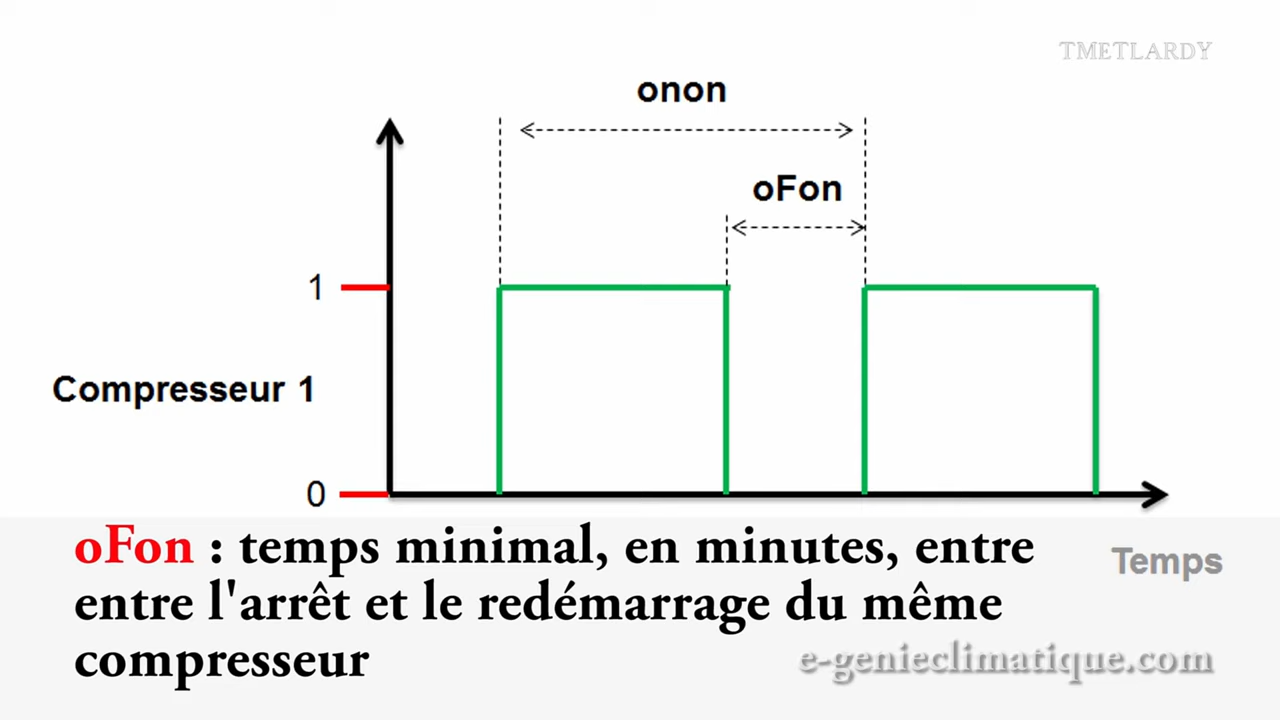 TMETLARDY
onon
oFon
1
Compresseur 1
0
oFon : temps minimal, en minutes, entre
entre l'arrêt et le redémarrage du même
compresseur
Temps
e-genieclimatique.com